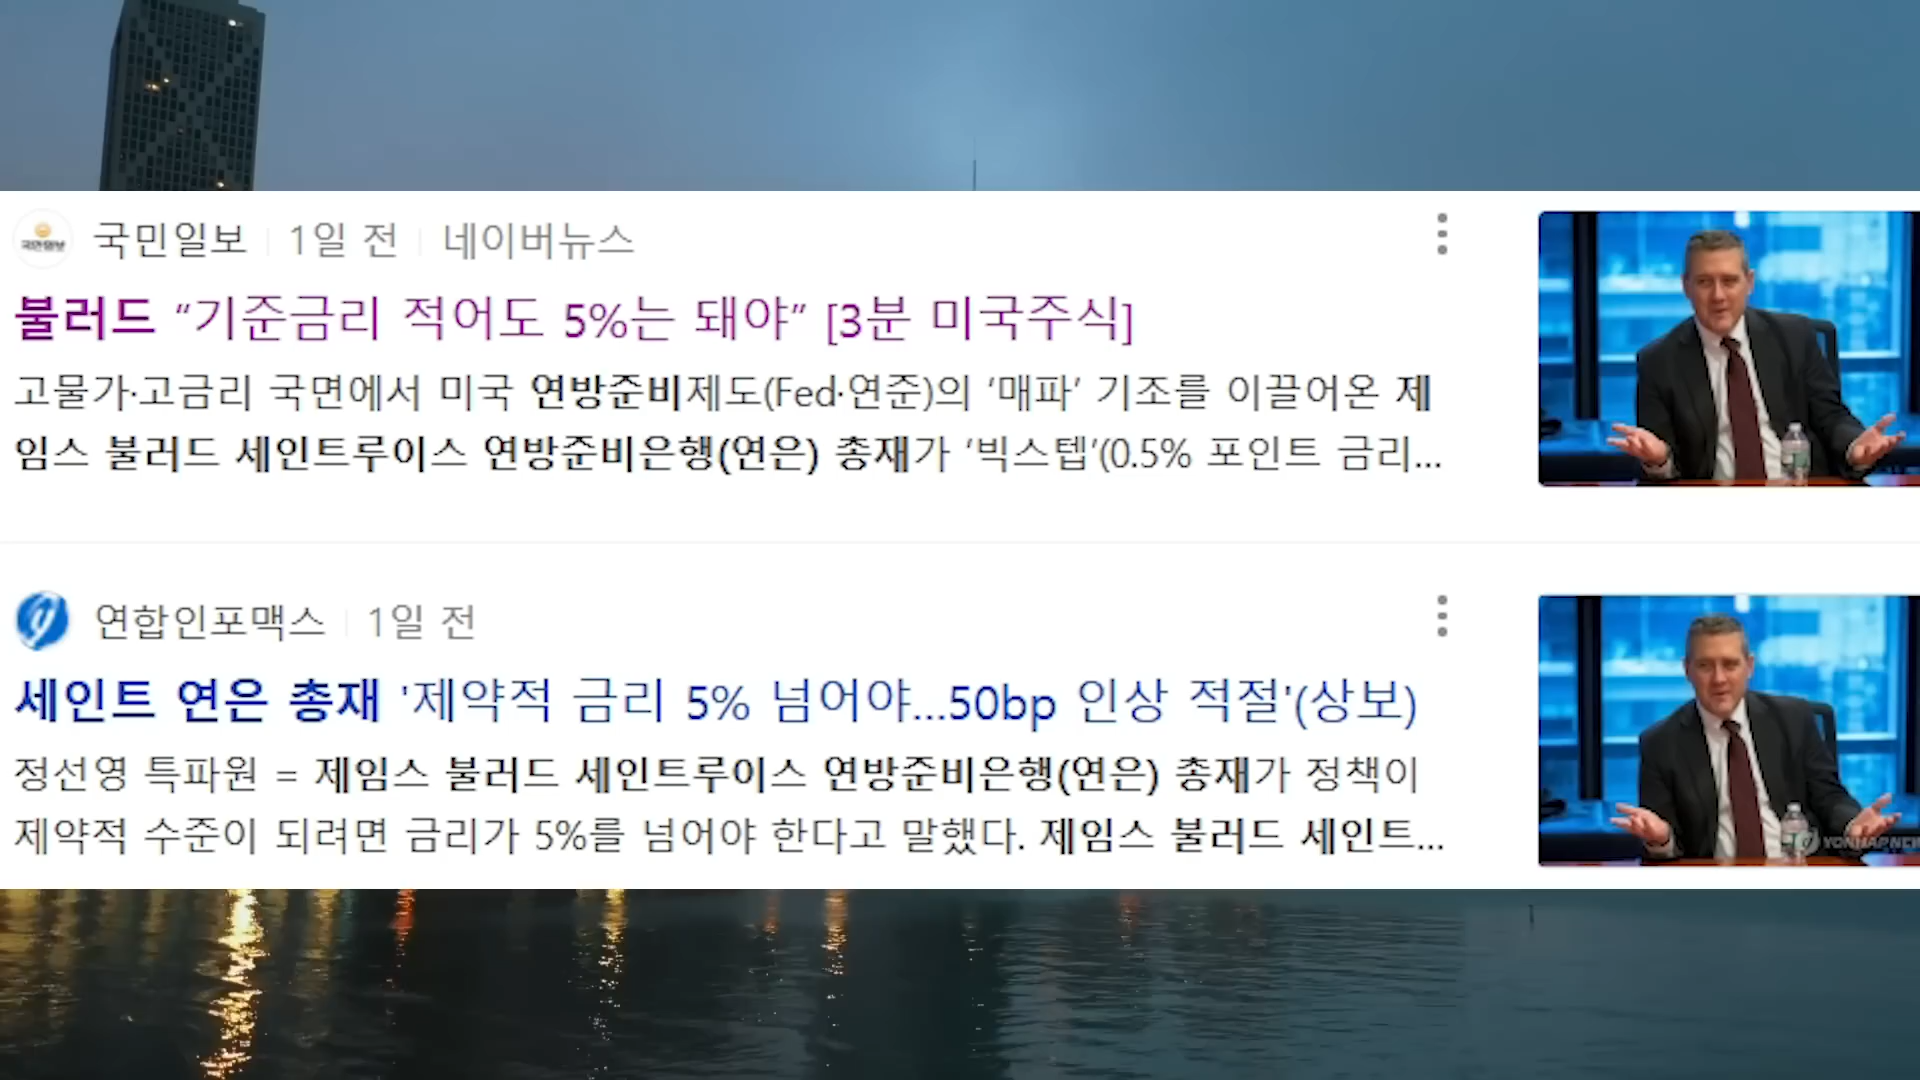 국민일보 1일 전 네이버뉴스
불러드 “기준금리 적어도 5%는 돼야” [3분 미국주식]
고물가·고금리 국면에서 미국 연방준비제도(Fed·연준)의 ‘매파’ 기조를 이끌어온 제
임스 불러드 세인트루이스 연방준비은행(연은) 총재가 ‘빅스텝’(0.5% 포인트 금리...
연합인포맥스 1일 전
세인트 연은 총재 '제약적 금리 5% 넘어야...50bp 인상 적절'(상보)
정선영 특파원 = 제임스 불러드 세인트루이스 연방준비은행(연은) 총재가 정책이
제약적 수준이 되려면 금리가 5%를 넘어야 한다고 말했다. 제임스 불러드 세인트...